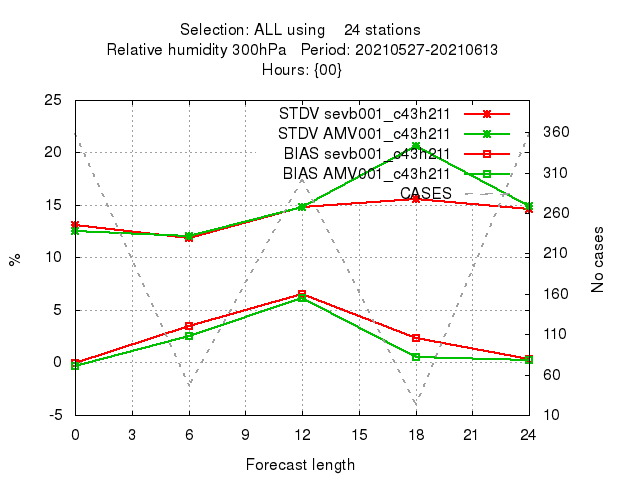 Selection: ALL using    24 stations
Relative humidity 300hPa   Period: 20210527-20210613
Hours: {00}
STDV sevb001_c43h211
STDV AMV001_c43h211
BIAS sevb001_c43h211
BIAS AMV001_c43h211
CASES
25
20
15
10
5
0
-5
%
360
310
260
210
160
110
60
10
No cases
0 3 6 9 12 15 18 21 24
Forecast length